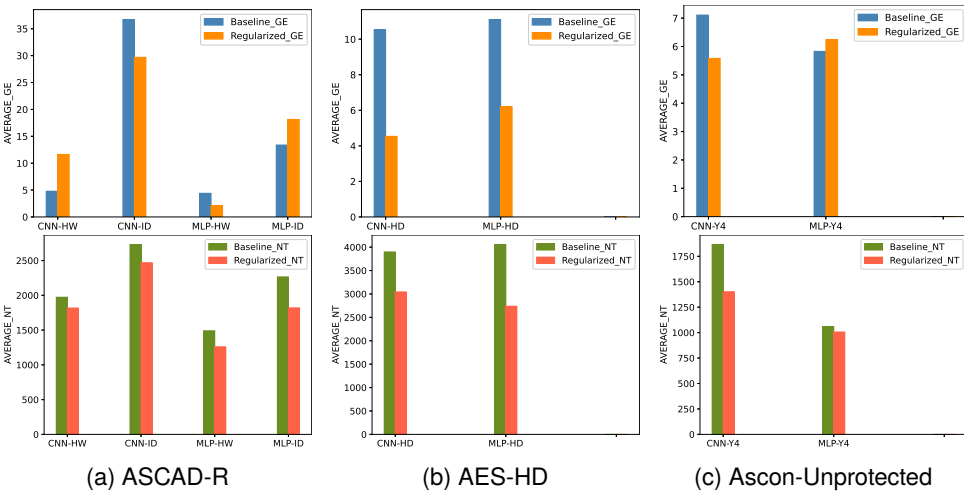 35
30
25
20
15
10
5
0
AVERAGE_GE
Baseline_GE
Regularized_GE
CNN-HW CNN-ID MLP-HW MLP-ID
10
8
6
4
2
0
AVERAGE_GE
Baseline_GE
Regularized_GE
CNN-HD MLP-HD
7
6
5
4
3
2
1
0
AVERAGE_GE
Baseline_GE
Regularized_GE
CNN-Y4 MLP-Y4
2500
2000
1500
1000
500
0
AVERAGE_NT
Baseline_NT
Regularized_NT
CNN-HW CNN-ID MLP-HW MLP-ID
4000
3500
3000
2500
2000
1500
1000
500
0
AVERAGE_NT
Baseline_NT
Regularized_NT
CNN-HD MLP-HD
1750
1500
1250
1000
750
500
250
0
AVERAGE_NT
Baseline_NT
Regularized_NT
CNN-Y4 MLP-Y4
(a) ASCAD-R (b) AES-HD (c) Ascon-Unprotected